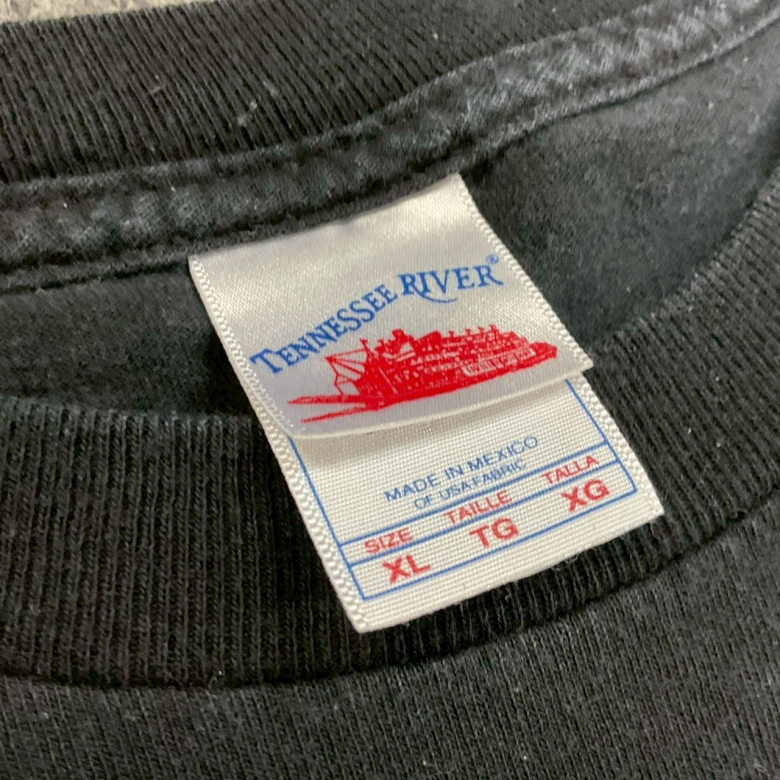 TENNESSEE RIVER®
MADE IN MEXICO
OF USA FABRIC
SIZE TAILLE TALLA
XL TG XG